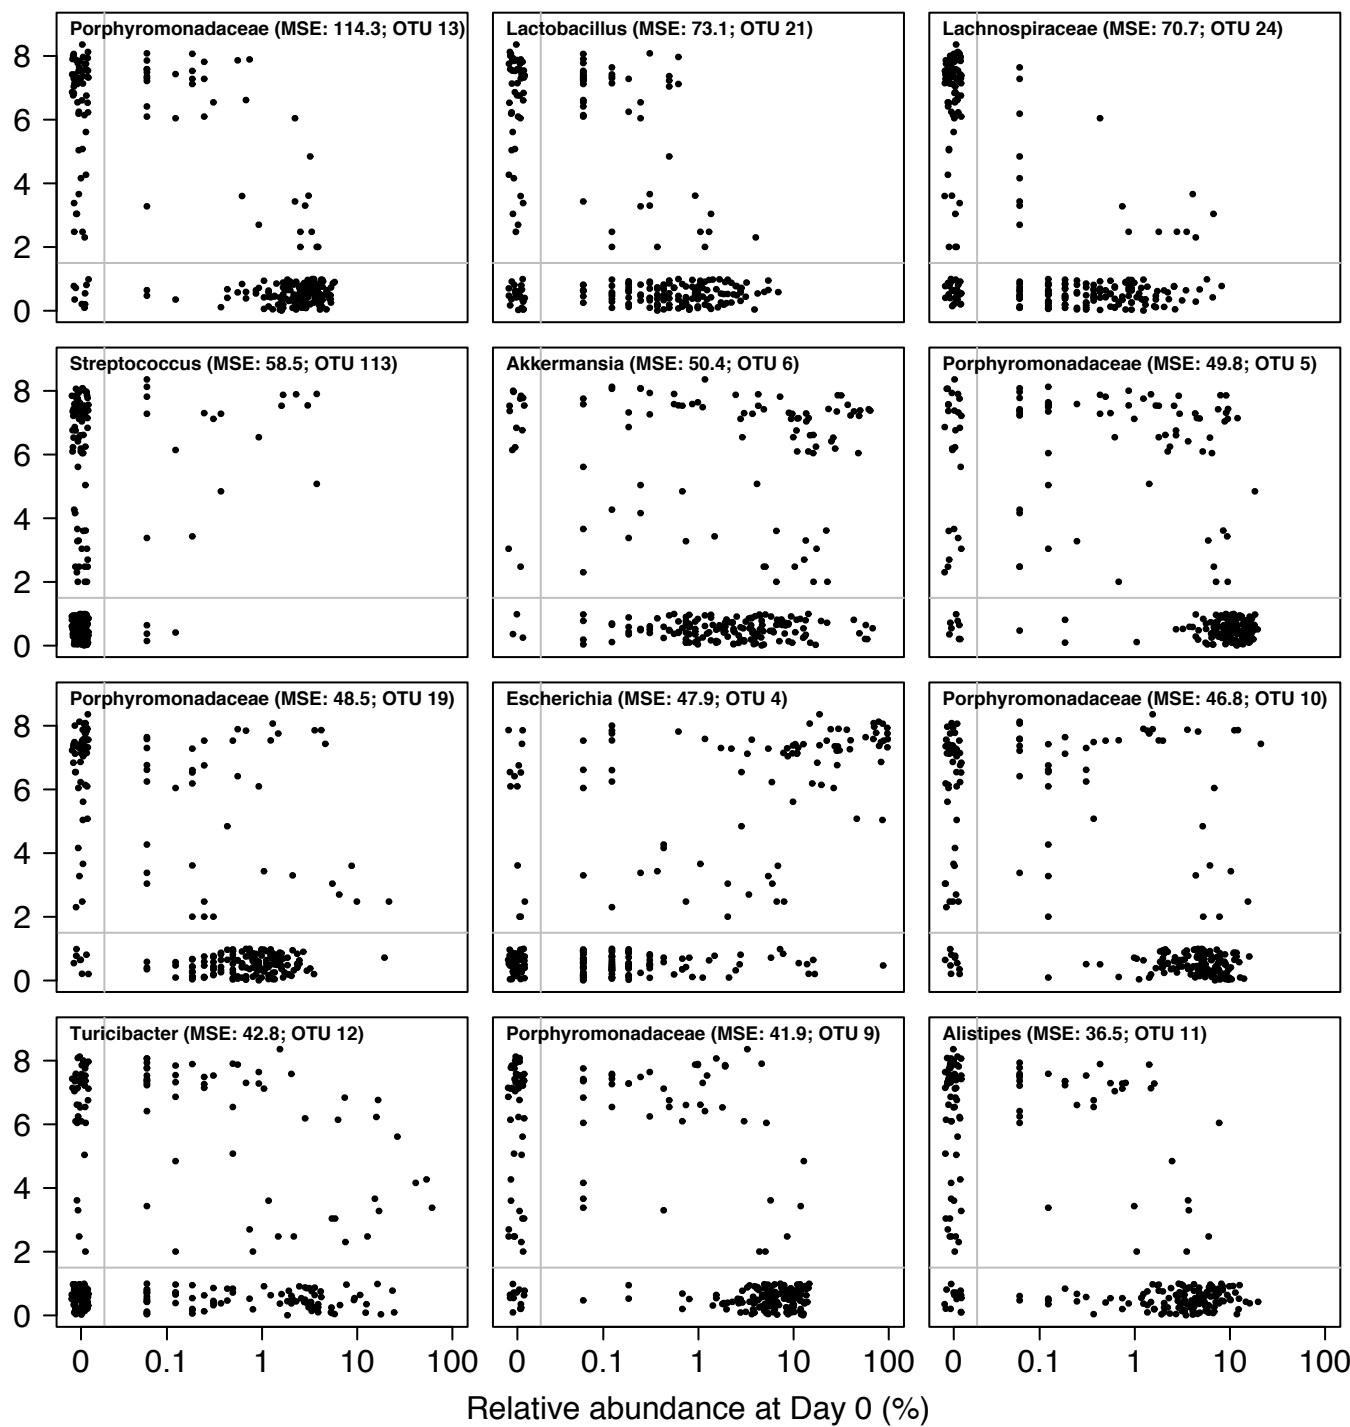 Porphyromonadaceae (MSE: 114.3; OTU 13)
Lactobacillus (MSE: 73.1; OTU 21)
Lachnospiraceae (MSE: 70.7; OTU 24)
8
6
4
2
0
Streptococcus (MSE: 58.5; OTU 113)
Akkermansia (MSE: 50.4; OTU 6)
Porphyromonadaceae (MSE: 49.8; OTU 5)
8
6
4
2
0
Porphyromonadaceae (MSE: 48.5; OTU 19)
Escherichia (MSE: 47.9; OTU 4)
Porphyromonadaceae (MSE: 46.8; OTU 10)
8
6
4
2
0
Turicibacter (MSE: 42.8; OTU 12)
Porphyromonadaceae (MSE: 41.9; OTU 9)
Alistipes (MSE: 36.5; OTU 11)
8
6
4
2
0
0 0.1 1 10 100 0 0.1 1 10 100 0 0.1 1 10 100
Relative abundance at Day 0 (%)